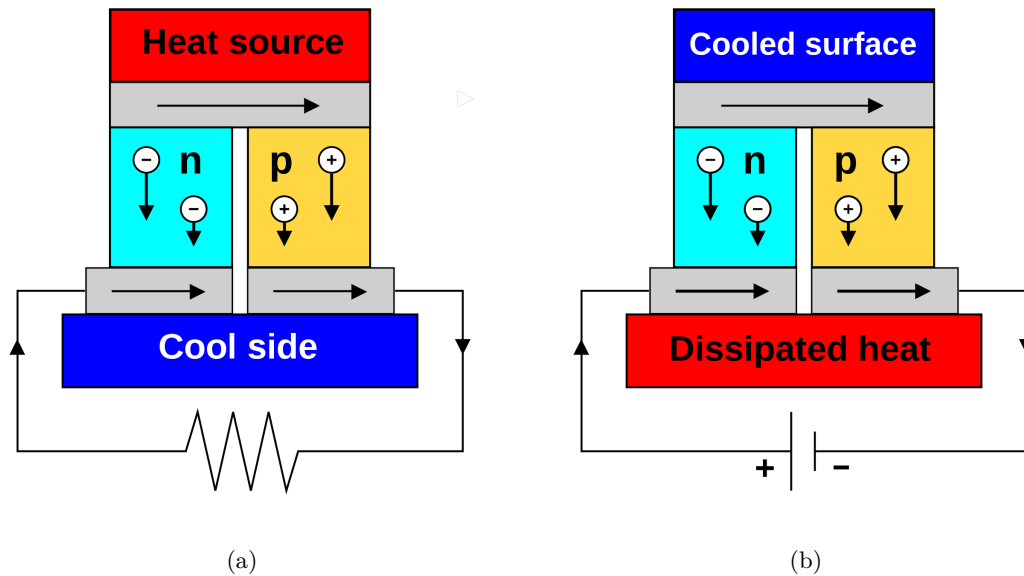 Heat source
Cooled surface
− n p +
− +
− n p +
− +
Cool side
Dissipated heat
+ −
(a)
(b)